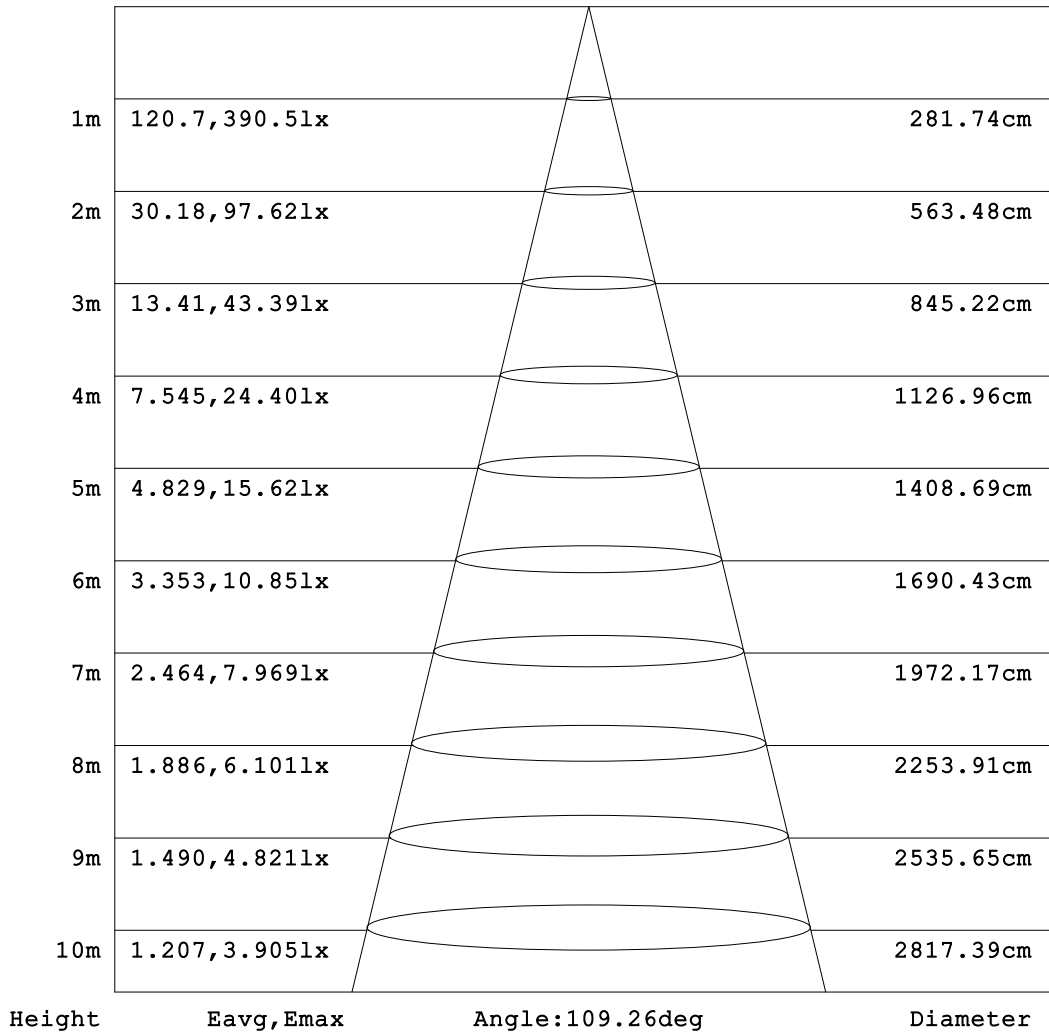 1m 120.7,390.5lx 281.74cm
2m 30.18,97.62lx 563.48cm
3m 13.41,43.39lx 845.22cm
4m 7.545,24.40lx 1126.96cm
5m 4.829,15.62lx 1408.69cm
6m 3.353,10.85lx 1690.43cm
7m 2.464,7.969lx 1972.17cm
8m 1.886,6.101lx 2253.91cm
9m 1.490,4.821lx 2535.65cm
10m 1.207,3.905lx 2817.39cm
Height Eavg,Emax Angle:109.26deg Diameter